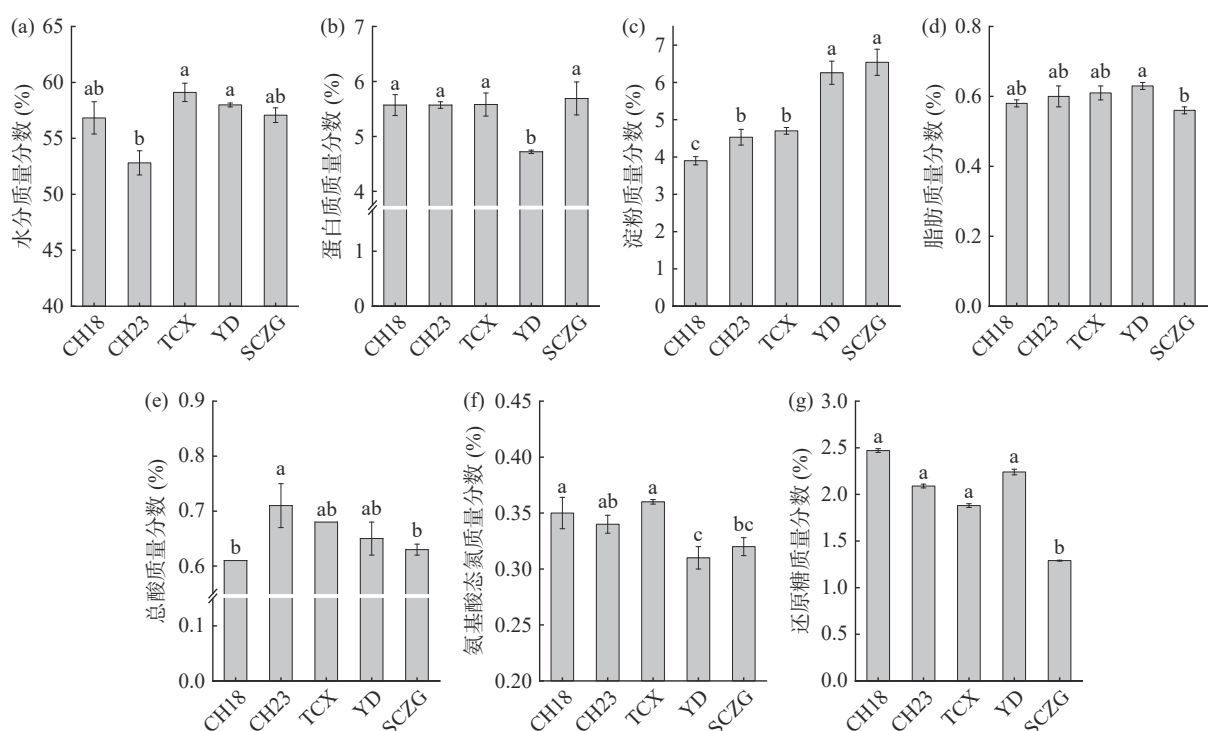 (a)
水分质量分数 (%)
65
60
55
50
45
40
ab
b
a
a
ab
CH18
CH23
TCX
YD
SCZG
(b)
蛋白质质量分数 (%)
7
6
5
4
1
0
a
a
a
b
a
CH18
CH23
TCX
YD
SCZG
(c)
淀粉质量分数 (%)
7
6
5
4
3
2
1
0
c
b
b
a
a
CH18
CH23
TCX
YD
SCZG
(d)
脂肪质量分数 (%)
0.8
0.6
0.4
0.2
0.0
ab
ab
ab
a
b
CH18
CH23
TCX
YD
SCZG
(e)
总酸质量分数 (%)
0.9
0.8
0.7
0.6
0.1
0.0
b
a
ab
ab
b
CH18
CH23
TCX
YD
SCZG
(f)
氨基酸态氮质量分数 (%)
0.45
0.40
0.35
0.30
0.25
0.20
a
ab
a
c
bc
CH18
CH23
TCX
YD
SCZG
(g)
还原糖质量分数 (%)
3.0
2.5
2.0
1.5
1.0
0.5
0.0
a
a
a
a
b
CH18
CH23
TCX
YD
SCZG